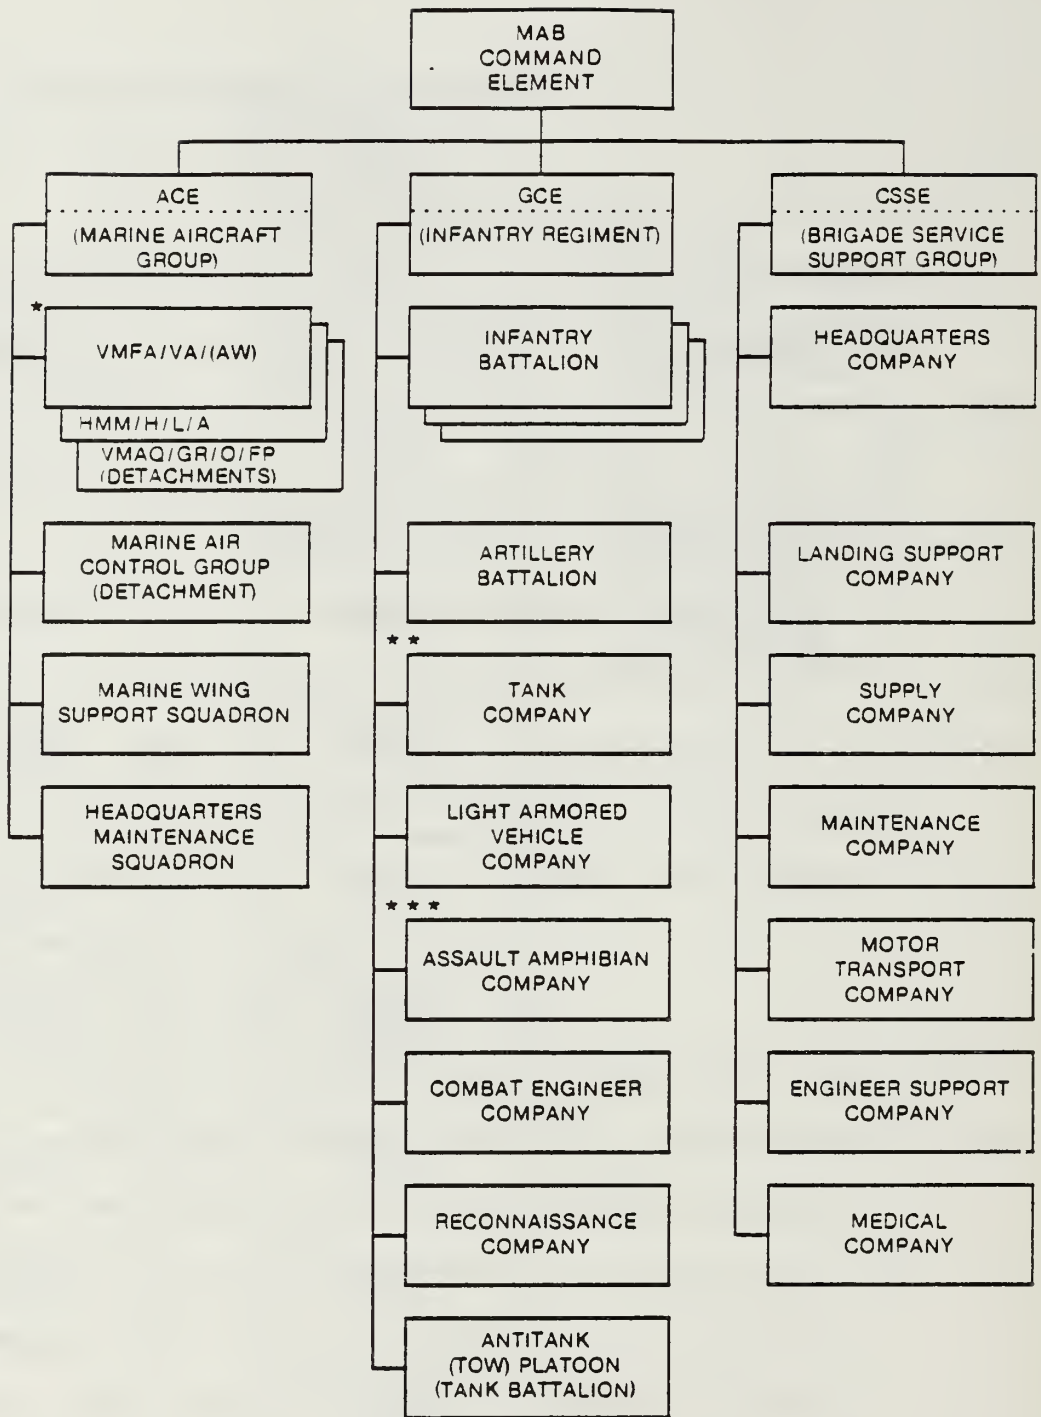 MAB
COMMAND
ELEMENT
ACE
(MARINE AIRCRAFT
GROUP)
*
VMFA/VA/(AW)
HMM/H/L/A
VMAQ/GR/O/FP
(DETACHMENTS)
MARINE AIR
CONTROL GROUP
(DETACHMENT)
MARINE WING
SUPPORT SQUADRON
HEADQUARTERS
MAINTENANCE
SQUADRON
GCE
(INFANTRY REGIMENT)
INFANTRY
BATTALION
ARTILLERY
BATTALION
* *
TANK
COMPANY
LIGHT ARMORED
VEHICLE
COMPANY
* * *
ASSAULT AMPHIBIAN
COMPANY
COMBAT ENGINEER
COMPANY
RECONNAISSANCE
COMPANY
ANTITANK
(TOW) PLATOON
(TANK BATTALION)
CSSE
(BRIGADE SERVICE
SUPPORT GROUP)
HEADQUARTERS
COMPANY
LANDING SUPPORT
COMPANY
SUPPLY
COMPANY
MAINTENANCE
COMPANY
MOTOR
TRANSPORT
COMPANY
ENGINEER SUPPORT
COMPANY
MEDICAL
COMPANY